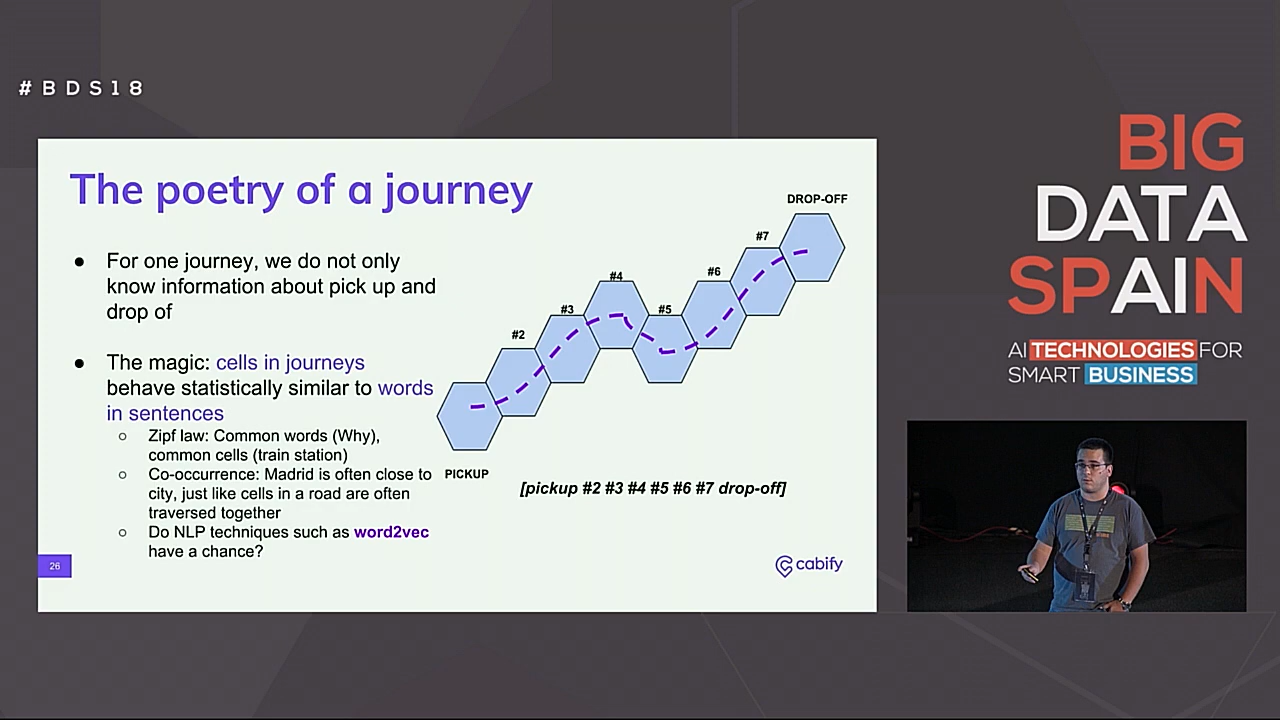 #BDS18
The poetry of a journey
● For one journey, we do not only
know information about pick up and
drop of
● The magic: cells in journeys
behave statistically similar to words
in sentences
○ Zipf law: Common words (Why),
common cells (train station)
○ Co-occurrence: Madrid is often close to
city, just like cells in a road are often
traversed together
○ Do NLP techniques such as word2vec
have a chance?
26
PICKUP
#2
#3
#4
#5
#6
#7
DROP-OFF
[pickup #2 #3 #4 #5 #6 #7 drop-off]
cabify
BIG
DATA
SPAIN
AI TECHNOLOGIES FOR
SMART BUSINESS